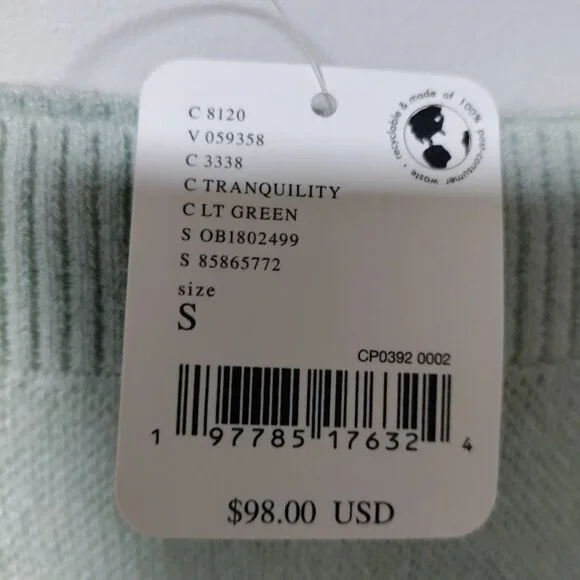 C 8120
V 059358
C 3338
C TRANQUILITY
C LT GREEN
S OB1802499
S 85865772
size
S
recyclable & made of 100% post-consumer waste •
CP0392 0002
1 97785 17632 4
$98.00 USD